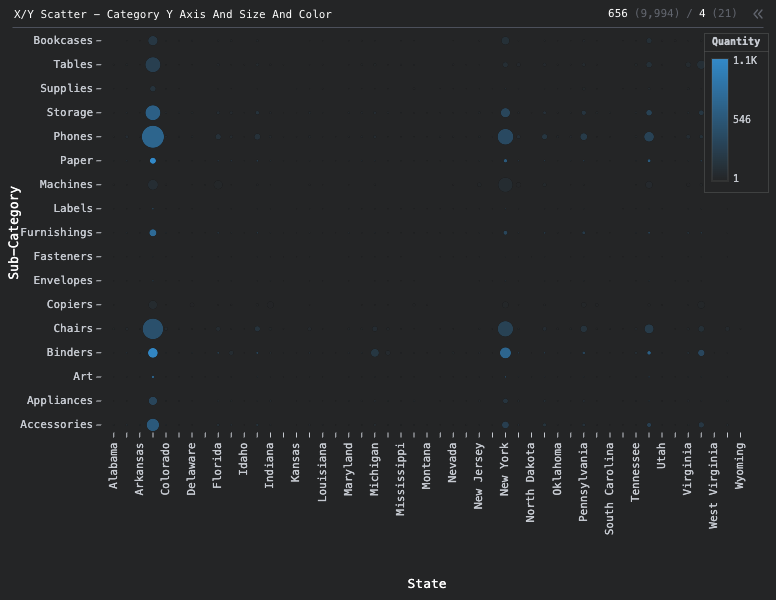 X/Y Scatter – Category Y Axis And Size And Color
656 (9,994) / 4 (21) «
Quantity
1.1K
546
1
Sub-Category
Bookcases
Tables
Supplies
Storage
Phones
Paper
Machines
Labels
Furnishings
Fasteners
Envelopes
Copiers
Chairs
Binders
Art
Appliances
Accessories
Alabama
Arkansas
Colorado
Delaware
Florida
Idaho
Indiana
Kansas
Louisiana
Maryland
Michigan
Mississippi
Montana
Nevada
New Jersey
New York
North Dakota
Oklahoma
Pennsylvania
South Carolina
Tennessee
Utah
Virginia
West Virginia
Wyoming
State